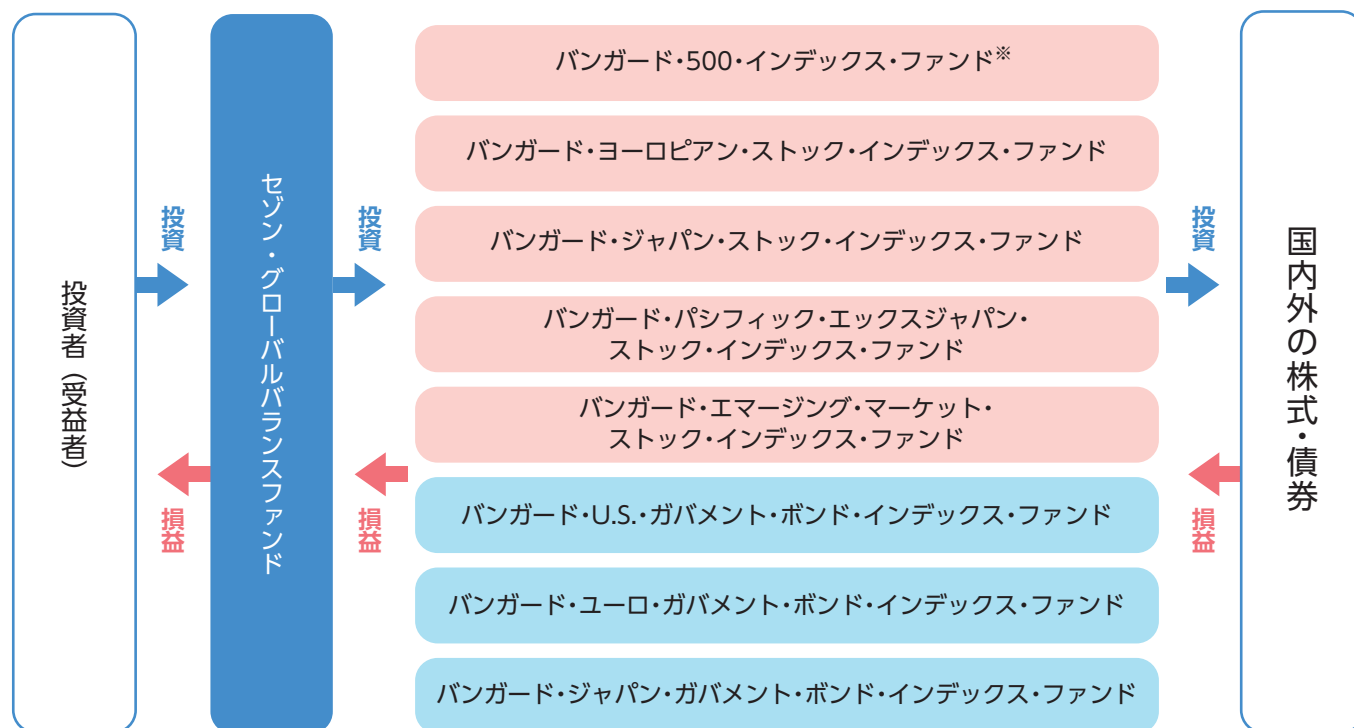 投資者（受益者）
投資
損益
セゾン・グローバルバランスファンド
投資
損益
バンガード・500・インデックス・ファンド※
バンガード・ヨーロピアン・ストック・インデックス・ファンド
バンガード・ジャパン・ストック・インデックス・ファンド
バンガード・パシフィック・エックスジャパン・
ストック・インデックス・ファンド
バンガード・エマージング・マーケット・
ストック・インデックス・ファンド
バンガード・U.S.・ガバメント・ボンド・インデックス・ファンド
バンガード・ユーロ・ガバメント・ボンド・インデックス・ファンド
バンガード・ジャパン・ガバメント・ボンド・インデックス・ファンド
投資
損益
国内外の株式・債券